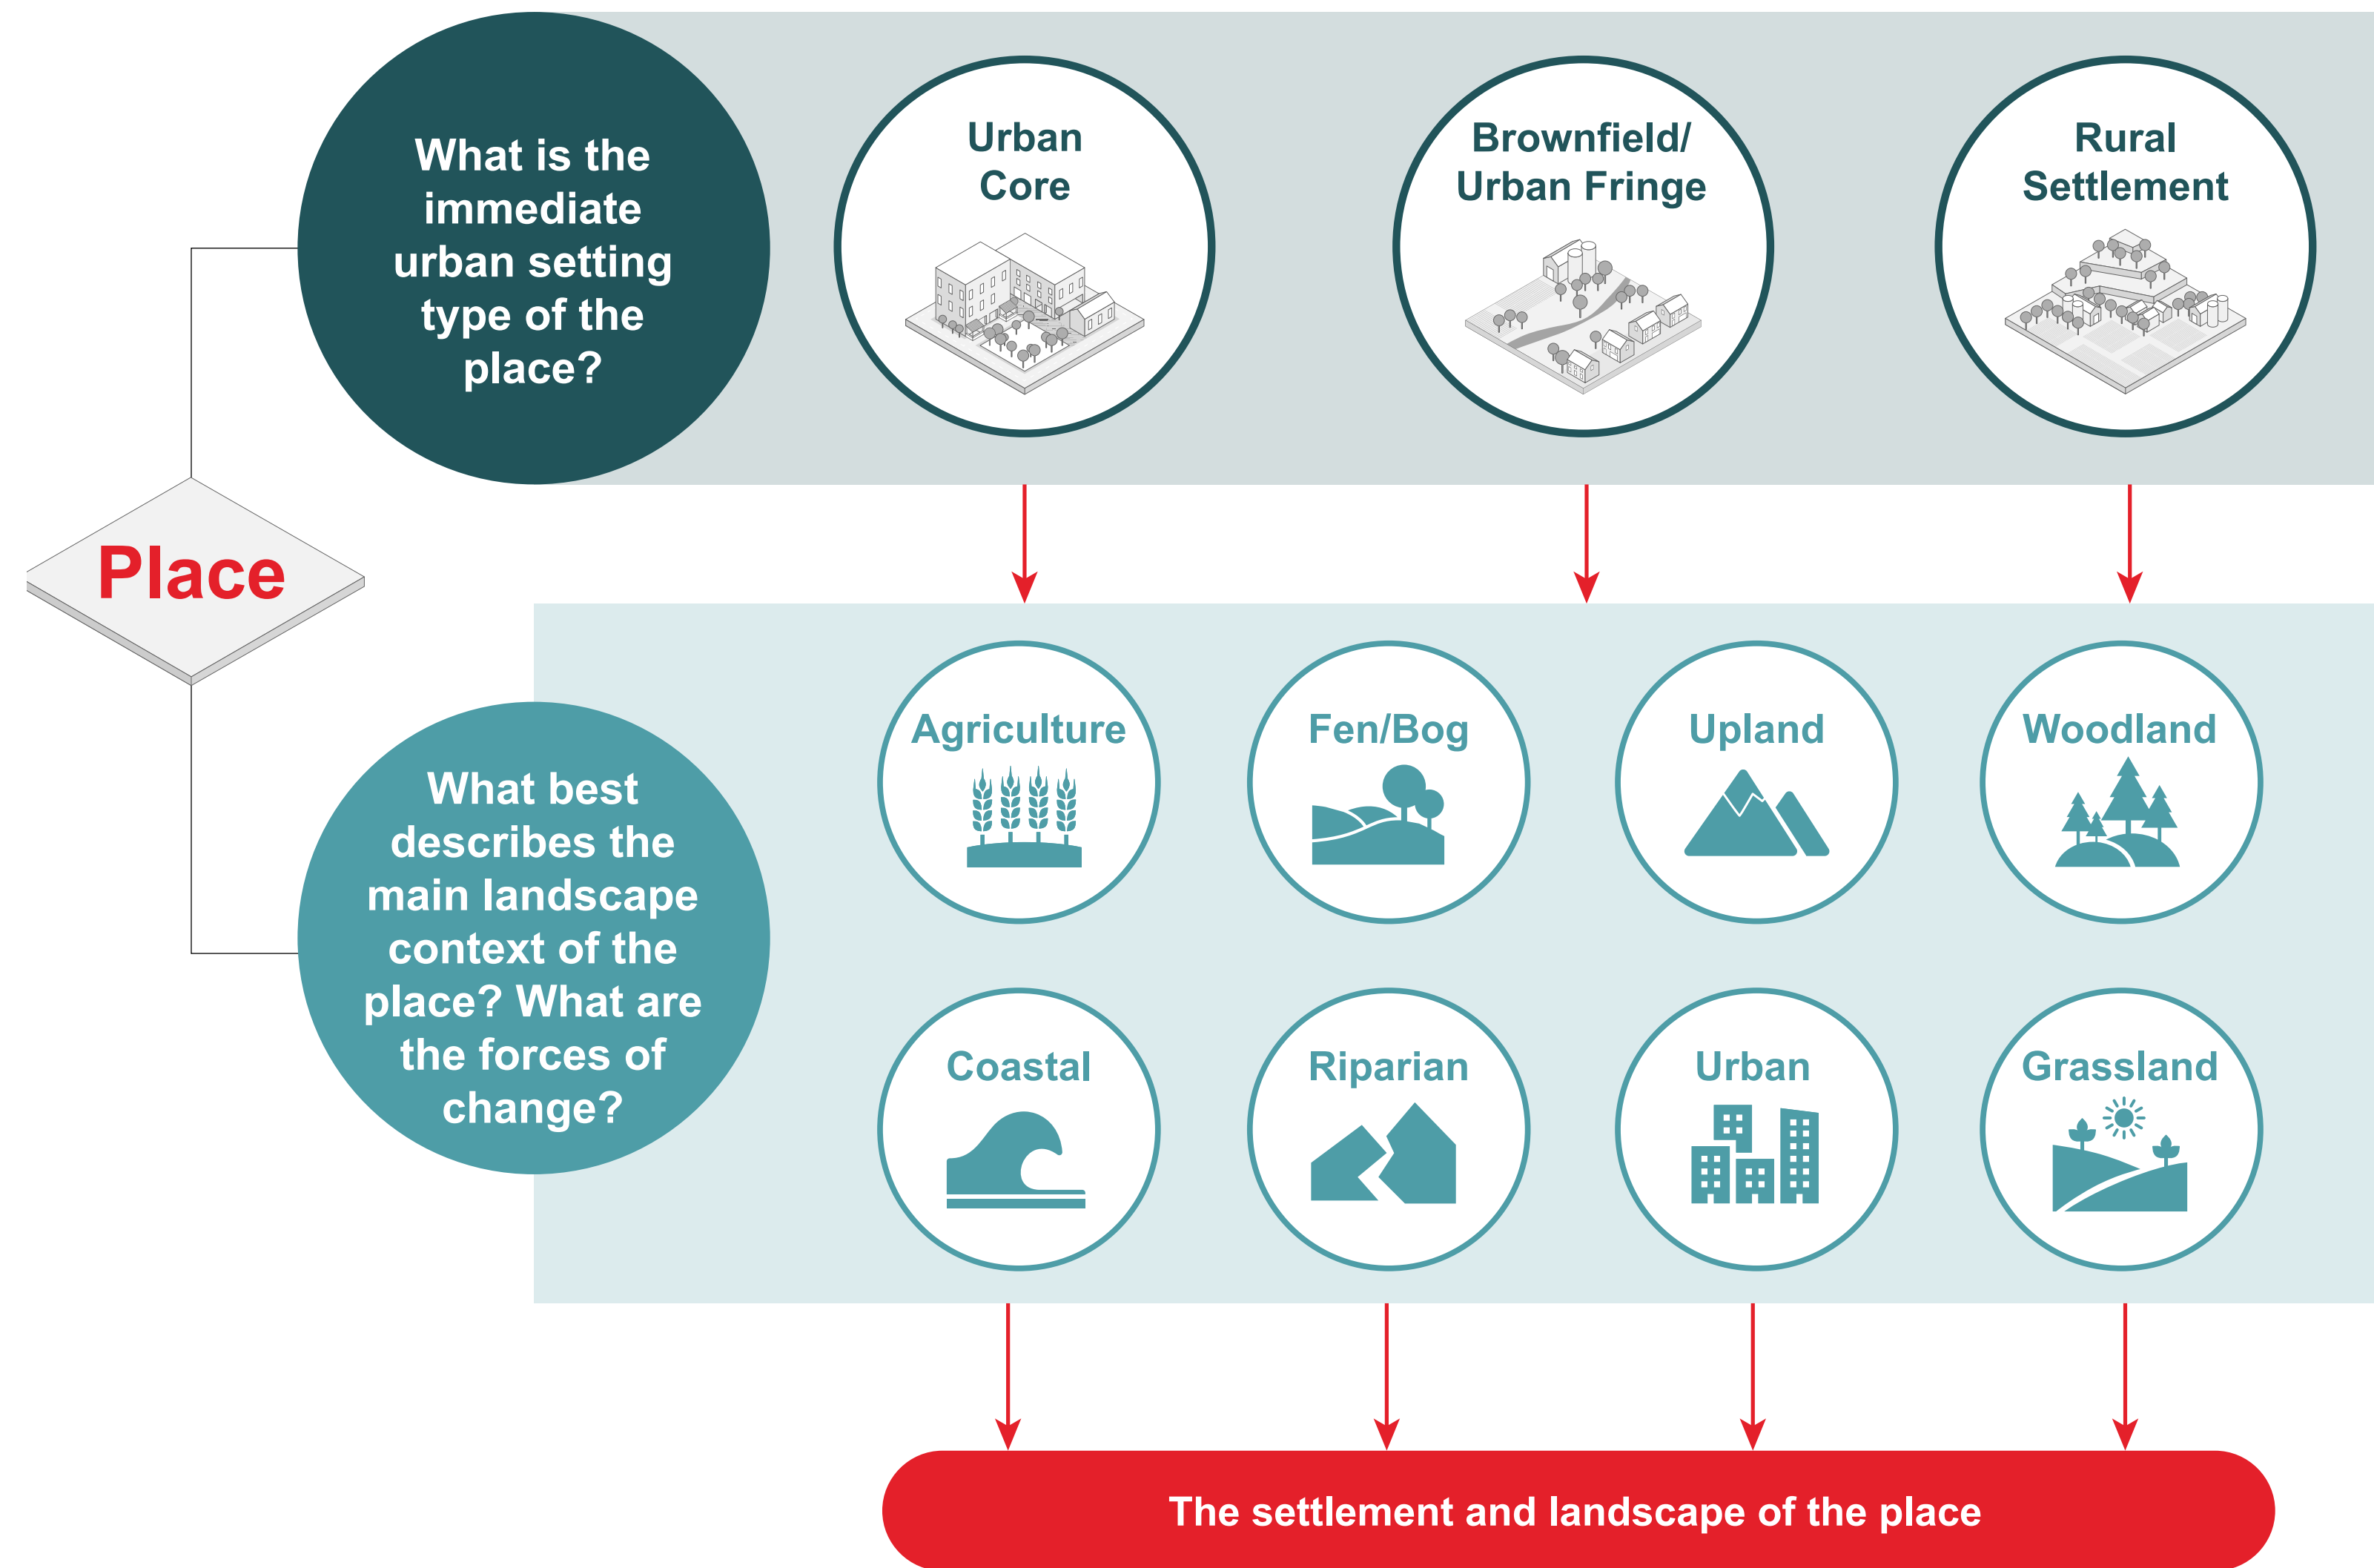 What is the
immediate
urban setting
type of the
place?
Urban
Core
Brownfield/
Urban Fringe
Rural
Settlement
Place
What best
describes the
main landscape
context of the
place? What are
the forces of
change?
Agriculture
Fen/Bog
Upland
Woodland
Coastal
Riparian
Urban
Grassland
The settlement and landscape of the place